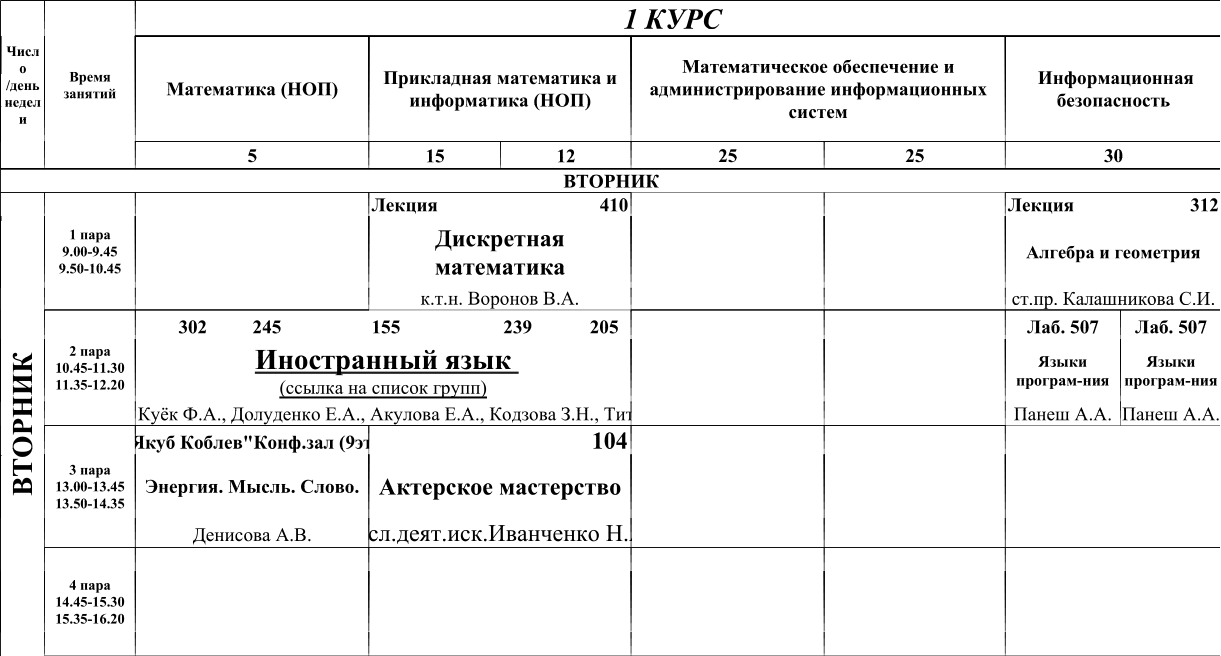 1 КУРС
Числ
о
/день
недел
и
Время
занятий
Математика (НОП)
Прикладная математика и
информатика (НОП)
Математическое обеспечение и
администрирование информационных
систем
Информационная
безопасность
5 15 12 25 25 30
ВТОРНИК
ВТОРНИК
1 пара
9.00-9.45
9.50-10.45
Лекция 410
Дискретная
математика
к.т.н. Воронов В.А.
Лекция 312
Алгебра и геометрия
ст.пр. Калашникова С.И.
2 пара
10.45-11.30
11.35-12.20
302 245 155 239 205
Иностранный язык
(ссылка на список групп)
Куёк Ф.А., Долуденко Е.А., Акулова Е.А., Кодзова З.Н., Тит
Лаб. 507
Языки
програм-ния
Панеш А.А.
Лаб. 507
Языки
програм-ния
Панеш А.А.
3 пара
13.00-13.45
13.50-14.35
Якуб Коблев"Конф.зал (9эт
Энергия. Мысль. Слово.
Денисова А.В.
104
Актерское мастерство
сл.деят.иск.Иванченко Н.
4 пара
14.45-15.30
15.35-16.20